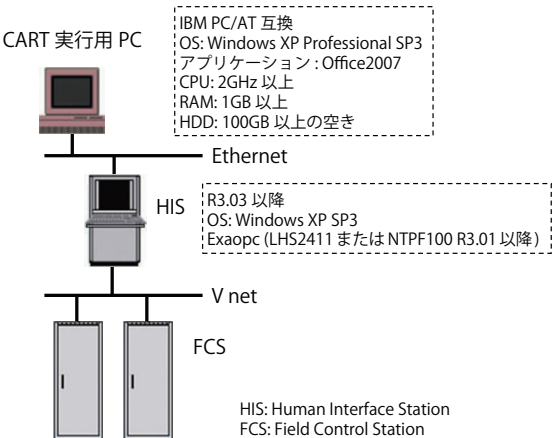 CART 実行用 PC
IBM PC/AT 互換
OS: Windows XP Professional SP3
アプリケーション : Office2007
CPU: 2GHz 以上
RAM: 1GB 以上
HDD: 100GB 以上の空き
Ethernet
HIS
R3.03 以降
OS: Windows XP SP3
Exaopc (LHS2411 または NTPF100 R3.01 以降 )
V net
FCS
HIS: Human Interface Station
FCS: Field Control Station